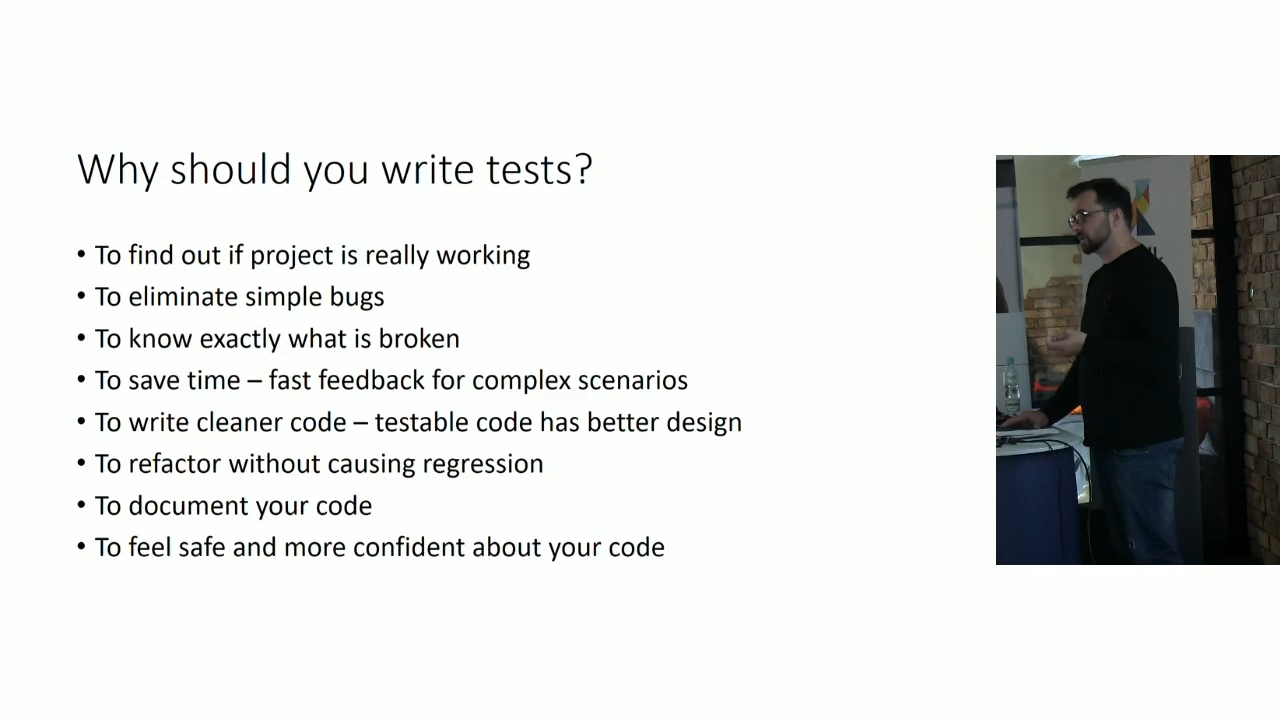 Why should you write tests?
• To find out if project is really working
• To eliminate simple bugs
• To know exactly what is broken
• To save time – fast feedback for complex scenarios
• To write cleaner code – testable code has better design
• To refactor without causing regression
• To document your code
• To feel safe and more confident about your code